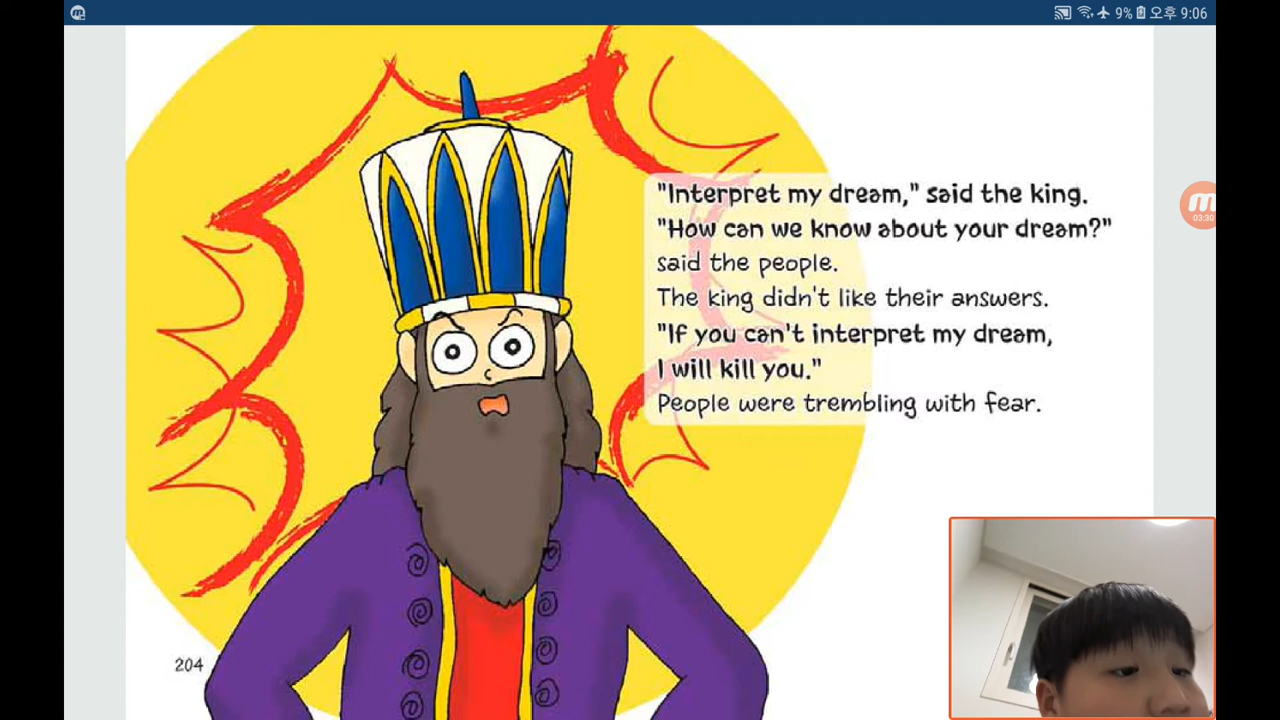 9% 오후 9:06
"Interpret my dream," said the king.
"How can we know about your dream?"
said the people.
The king didn't like their answers.
"If you can't interpret my dream,
I will kill you."
People were trembling with fear.
m
03:30
204